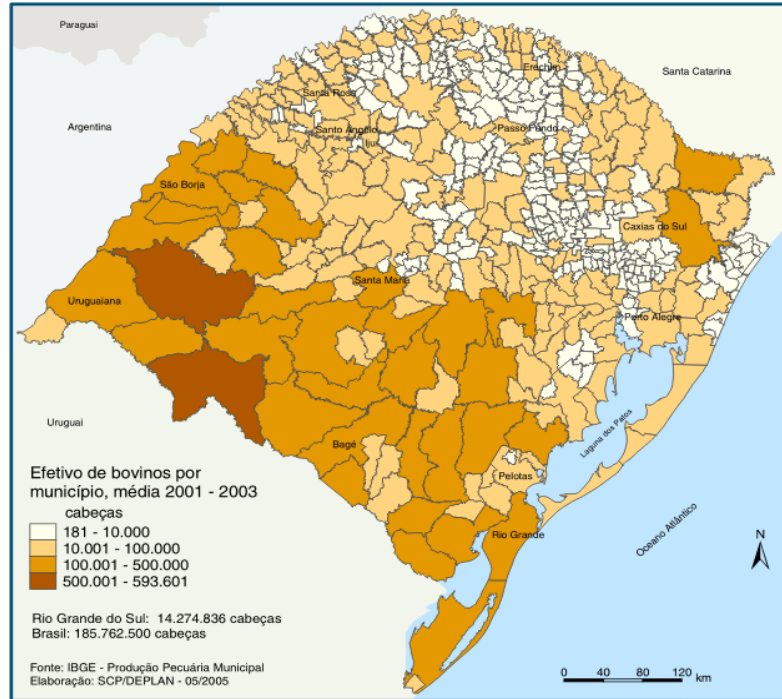 Paraguai
Santa Catarina
Argentina
Erechim
Santa Rosa
Santo Ângelo
Ijuí
Passo Fundo
São Borja
Caxias do Sul
Santa Maria
Uruguaiana
Porto Alegre
Uruguai
Laguna dos Patos
Bagé
Pelotas
Oceano Atlântico
Rio Grande
Efetivo de bovinos por
município, média 2001 - 2003
cabeças
181 - 10.000
10.001 - 100.000
100.001 - 500.000
500.001 - 593.601
N
Rio Grande do Sul: 14.274.836 cabeças
Brasil: 185.762.500 cabeças
Fonte: IBGE - Produção Pecuária Municipal
Elaboração: SCP/DEPLAN - 05/2005
0 40 80 120 km